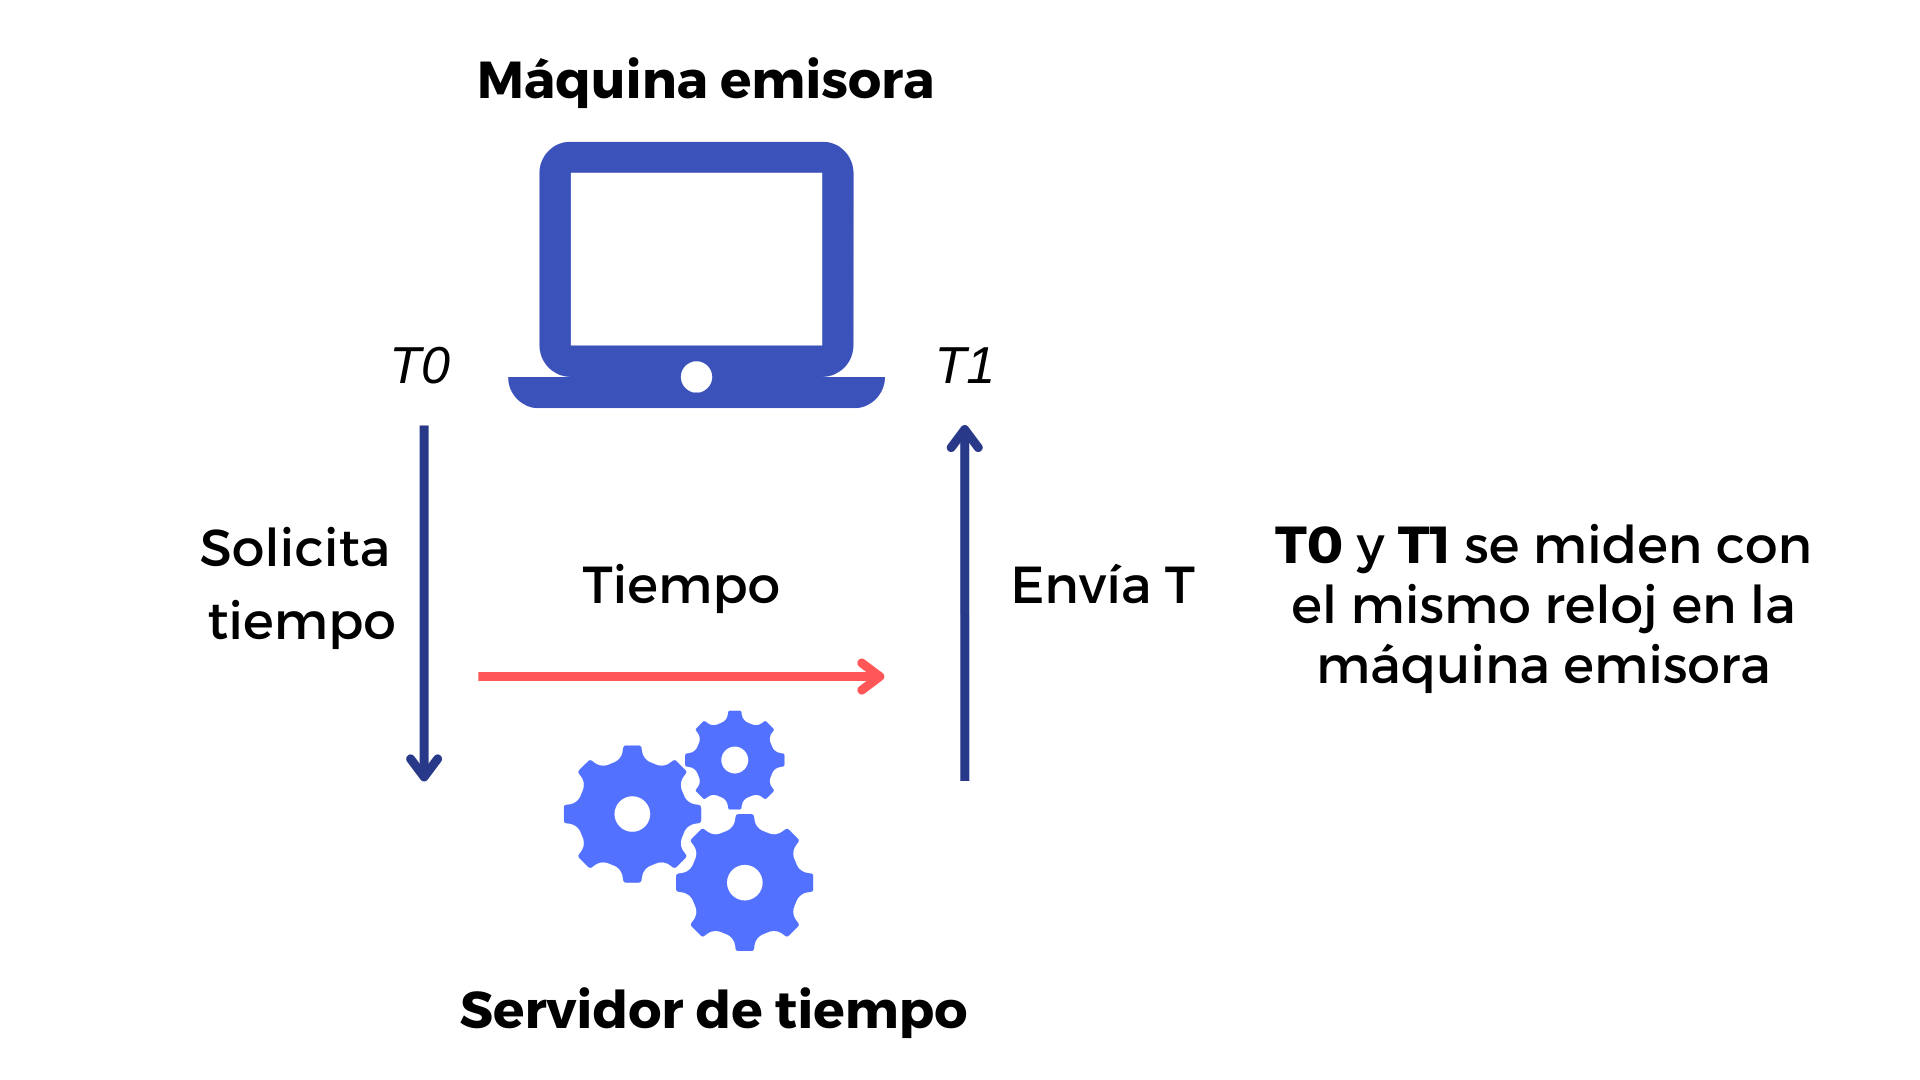 Máquina emisora
T0
T1
Solicita
tiempo
Tiempo
Envía T
T0 y T1 se miden con
el mismo reloj en la
máquina emisora
Servidor de tiempo